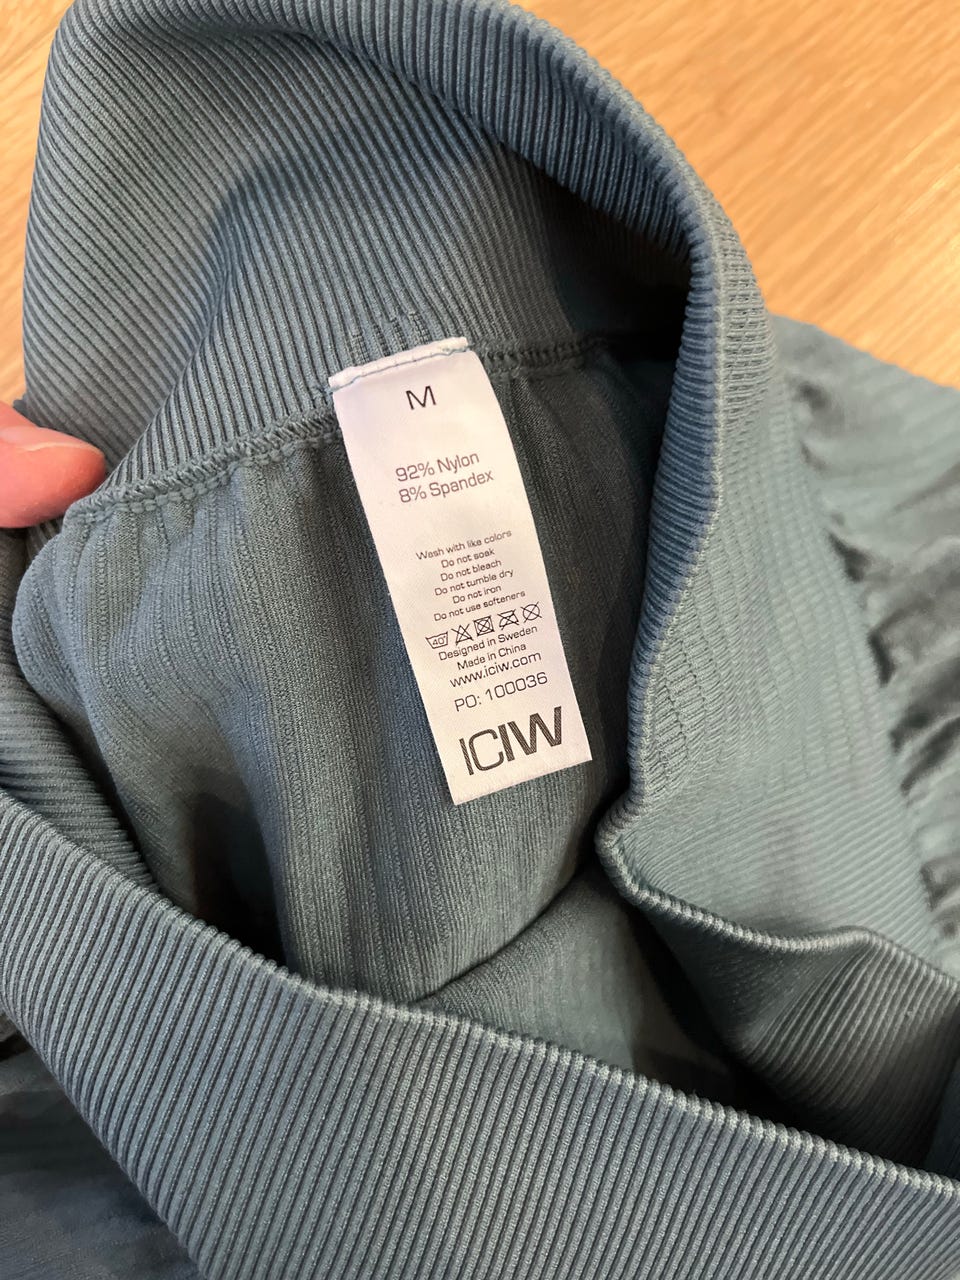 M
92% Nylon
8% Spandex
Wash with like colors
Do not soak
Do not bleach
Do not tumble dry
Do not iron
Do not use softeners
40°
Designed in Sweden
Made in China
www.iciw.com
PO: 100036
ICIW